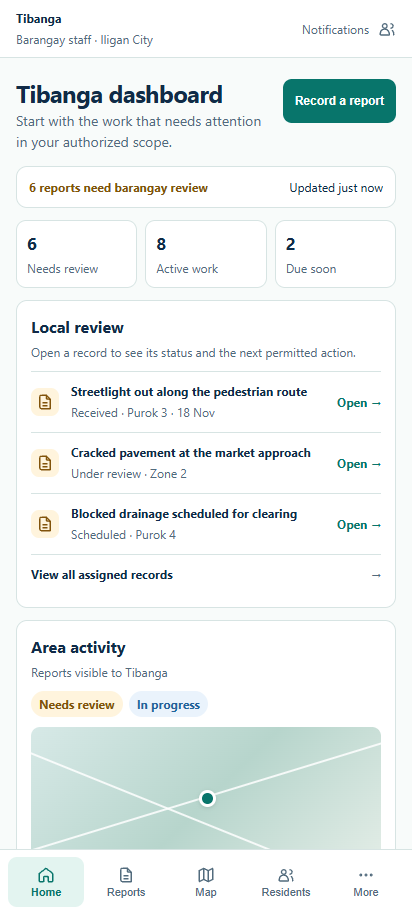 Tibanga
Barangay staff · Iligan City
Notifications
Tibanga dashboard
Start with the work that needs attention
in your authorized scope.
Record a report
6 reports need barangay review
Updated just now
6
Needs review
8
Active work
2
Due soon
Local review
Open a record to see its status and the next permitted action.
Streetlight out along the pedestrian route
Received · Purok 3 · 18 Nov
Open →
Cracked pavement at the market approach
Under review · Zone 2
Open →
Blocked drainage scheduled for clearing
Scheduled · Purok 4
Open →
View all assigned records →
Area activity
Reports visible to Tibanga
Needs review
In progress
Home
Reports
Map
Residents
More